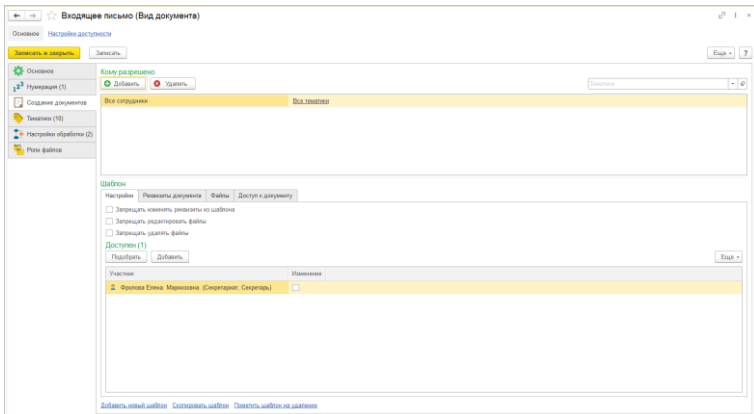 Входящее письмо (Вид документа)
Основное Настройки доступности
Записать и закрыть Записать Еще ?
Основное
Нумерация (1)
Создание документов
Тематики (10)
Настройки обработки (2)
Роли файлов
Кому разрешено
Добавить Удалить Тематика
Все сотрудники Все тематики
Шаблон
Настройки Реквизиты документа Файлы Доступ к документу
Запрещать изменять реквизиты из шаблона
Запрещать редактировать файлы
Запрещать удалять файлы
Доступен (1)
Подобрать Добавить Еще
Участник Изменение
Фролова Елена (Секретариат, Секретарь)
Добавить новый шаблон Скопировать шаблон Пометить шаблон на удаление